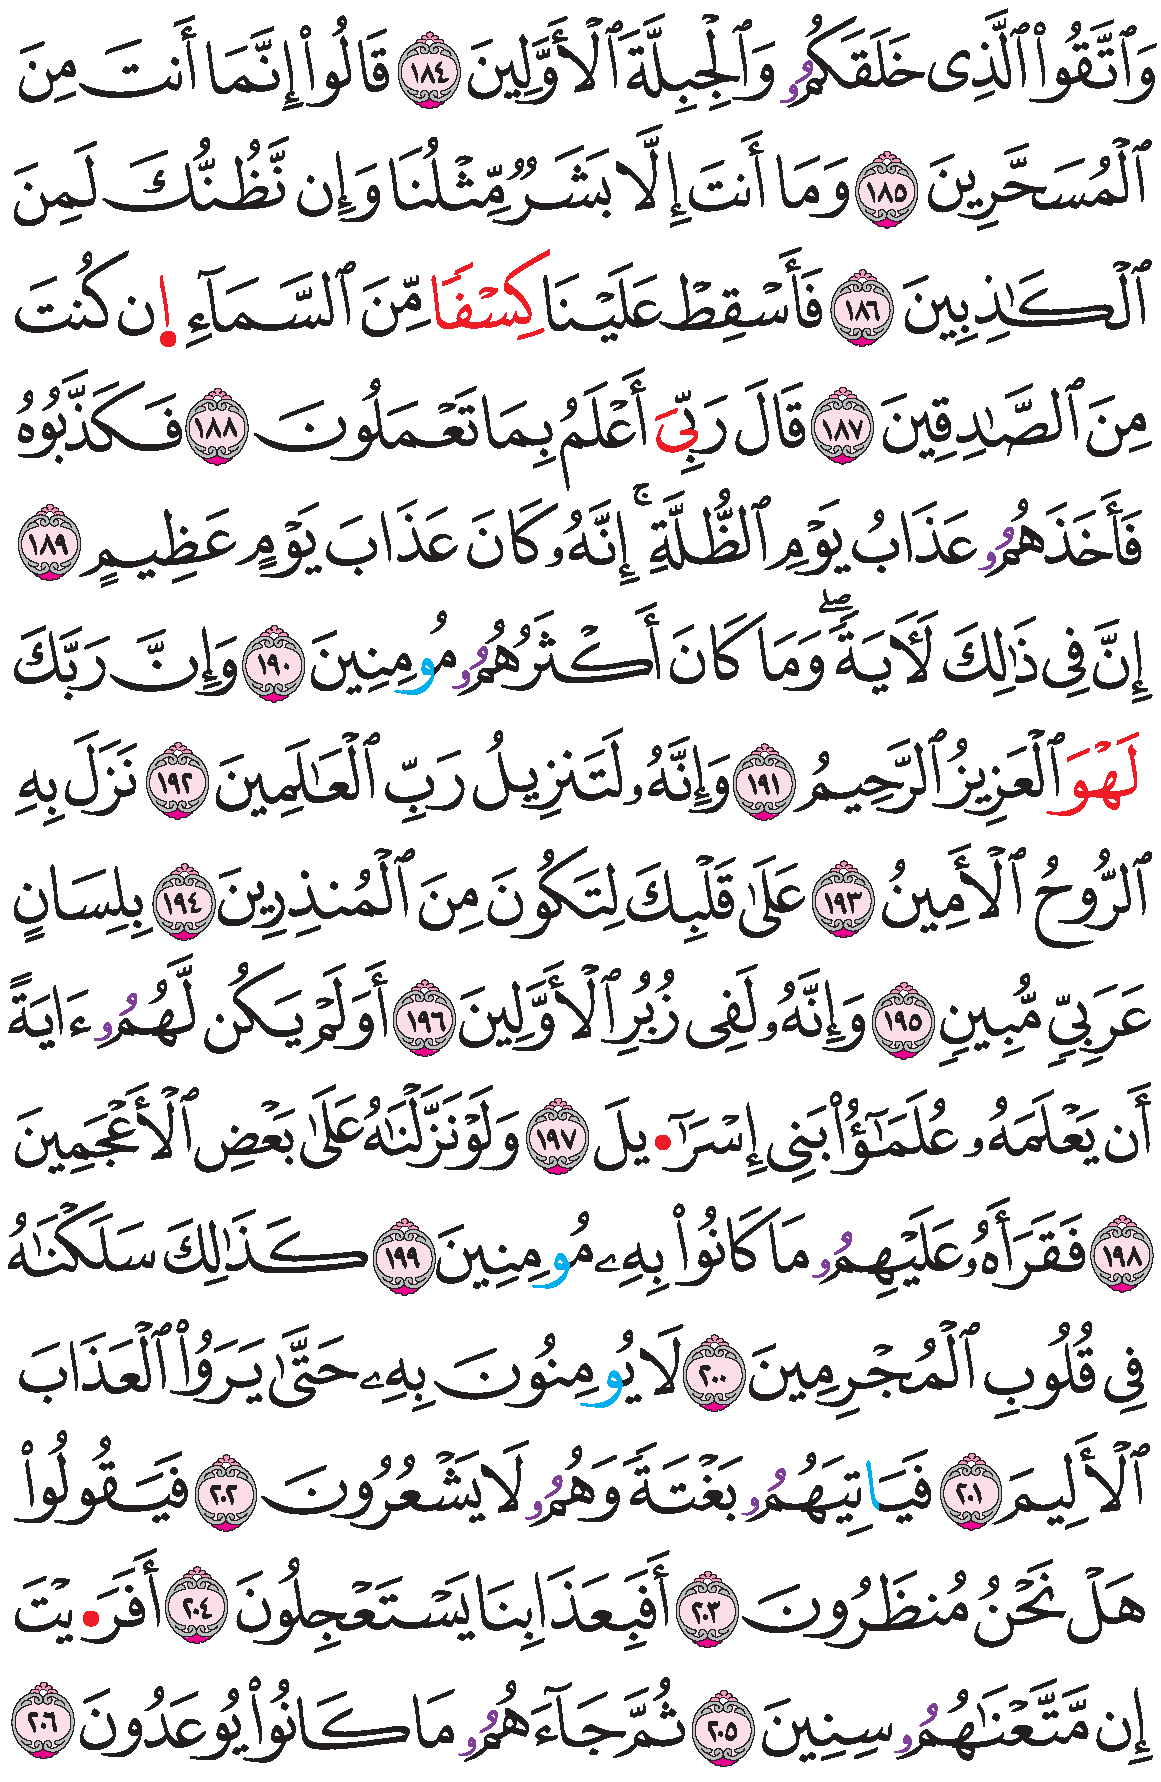 وَٱتَّقُواْ ٱلَّذِى خَلَقَكُمُۥ وَٱلْجِبِلَّةَ ٱلْأَوَّلِينَ ١٨٤ قَالُواْ إِنَّمَا أَنتَ مِنَ
ٱلْمُسَحَّرِينَ ١٨٥ وَمَا أَنتَ إِلَّا بَشَرٌ مِّثْلُنَا وَإِن نَّظُنُّكَ لَمِنَ
ٱلْكَٰذِبِينَ ١٨٦ فَأَسْقِطْ عَلَيْنَا كِسْفًا مِّنَ ٱلسَّمَآءِ اِ۪ن كُنتَ
مِنَ ٱلصَّٰدِقِينَ ١٨٧ قَالَ رَبِّىَ أَعْلَمُ بِمَا تَعْمَلُونَ ١٨٨ فَكَذَّبُوهُ
فَأَخَذَهُمُۥ عَذَابُ يَوْمِ ٱلظُّلَّةِ ۚ إِنَّهُۥ كَانَ عَذَابَ يَوْمٍ عَظِيمٍ ١٨٩
إِنَّ فِى ذَٰلِكَ لَأَيَةً ۖ وَمَا كَانَ أَكْثَرُهُمُۥ مُومِنِينَ ١٩٠ وَإِنَّ رَبَّكَ
لَهْوَ ٱلْعَزِيزُ ٱلرَّحِيمُ ١٩١ وَإِنَّهُۥ لَتَنزِيلُ رَبِّ ٱلْعَٰلَمِينَ ١٩٢ نَزَلَ بِهِ
ٱلرُّوحُ ٱلْأَمِينُ ١٩٣ عَلَىٰ قَلْبِكَ لِتَكُونَ مِنَ ٱلْمُنذِرِينَ ١٩٤ بِلِسَانٍ
عَرَبِىٍّ مُّبِينٍ ١٩٥ وَإِنَّهُۥ لَفِى زُبُرِ ٱلْأَوَّلِينَ ١٩٦ أَوَلَمْ يَكُن لَّهُمُۥ ءَايَةً
أَن يَعْلَمَهُۥ عُلَمَٰٓؤُاْ بَنِى إِسْرَآ•يلَ ١٩٧ وَلَوْ نَزَّلْنَٰهُ عَلَىٰ بَعْضِ ٱلْأَعْجَمِينَ
١٩٨ فَقَرَأَهُۥ عَلَيْهِمُۥ مَا كَانُواْ بِهِۦ مُومِنِينَ ١٩٩ كَذَٰلِكَ سَلَكْنَٰهُ
فِى قُلُوبِ ٱلْمُجْرِمِينَ ٢٠٠ لَا يُومِنُونَ بِهِۦ حَتَّىٰ يَرَوُاْ ٱلْعَذَابَ
ٱلْأَلِيمَ ٢٠١ فَيَاتِيَهُمُۥ بَغْتَةً وَهُمُۥ لَا يَشْعُرُونَ ٢٠٢ فَيَقُولُواْ
هَلْ نَحْنُ مُنظَرُونَ ٢٠٣ أَفَبِعَذَابِنَا يَسْتَعْجِلُونَ ٢٠٤ أَفَرَ•يْتَ
إِن مَّتَّعْنَٰهُمُۥ سِنِينَ ٢٠٥ ثُمَّ جَآءَهُمُۥ مَا كَانُواْ يُوعَدُونَ ٢٠٦